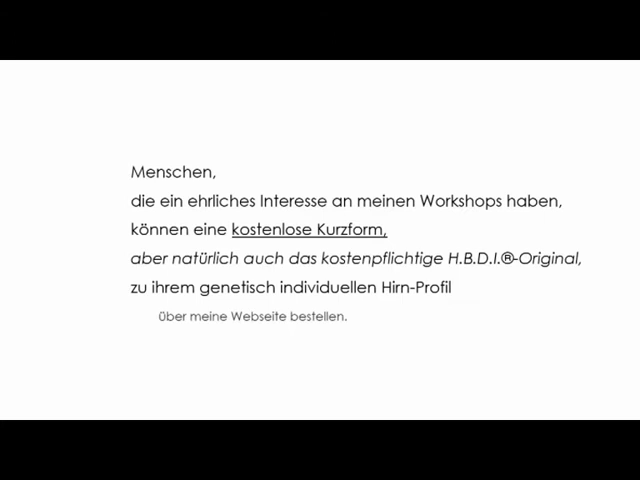 Menschen,
die ein ehrliches Interesse an meinen Workshops haben,
können eine kostenlose Kurzform,
aber natürlich auch das kostenpflichtige H.B.D.I.®-Original,
zu ihrem genetisch individuellen Hirn-Profil
über meine Webseite bestellen.